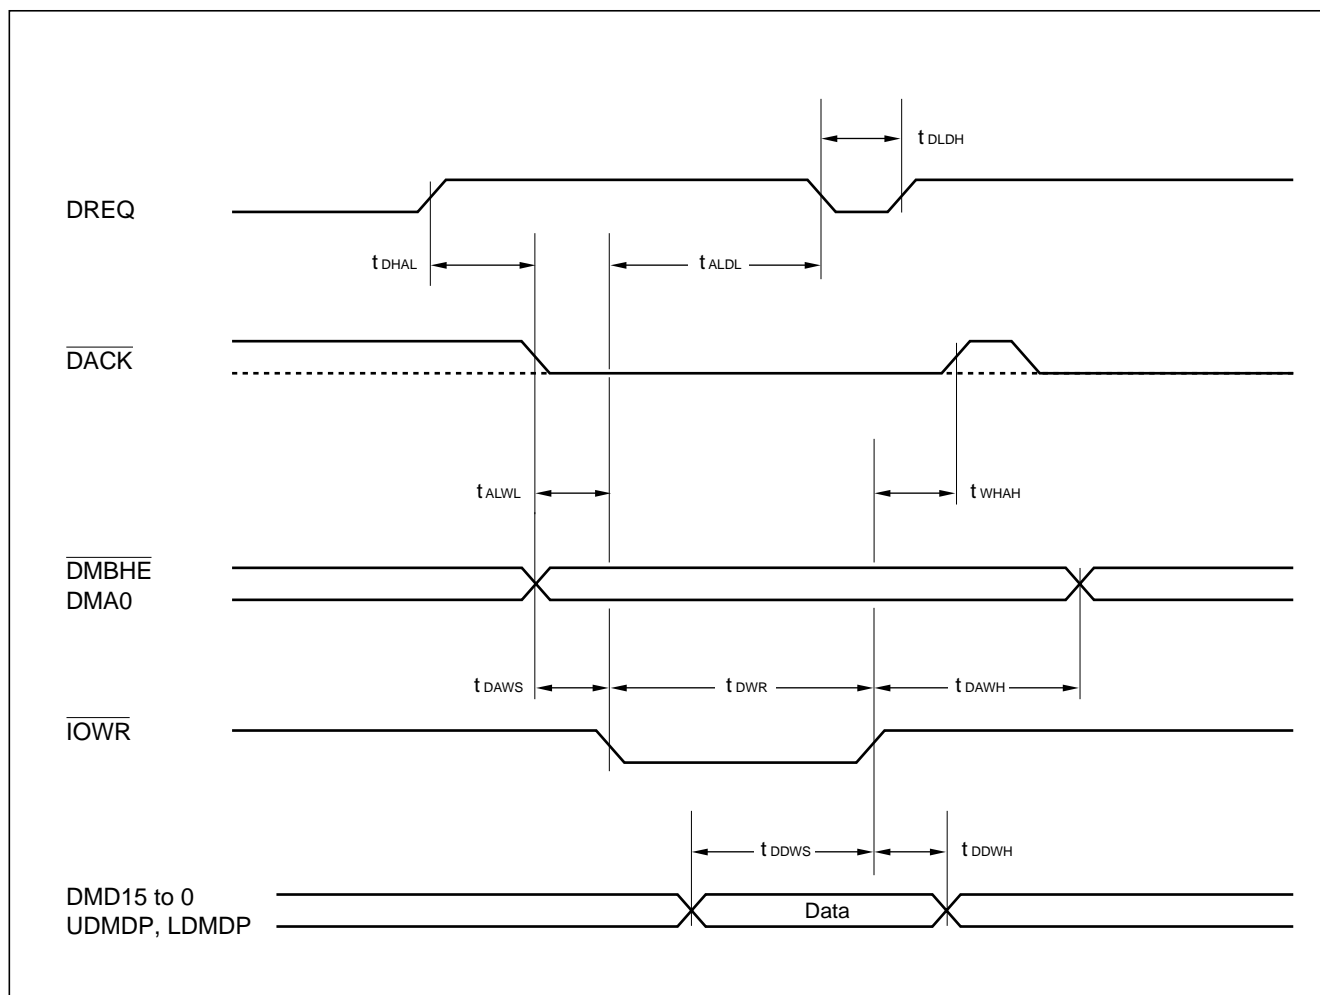 t DLDH
DREQ
t DHAL
t ALDL
DACK
t ALWL
t WHAH
DMBHE
DMA0
t DAWS
t DWR
t DAWH
IOWR
t DDWS
t DDWH
DMD15 to 0
UDMDP, LDMDP
Data